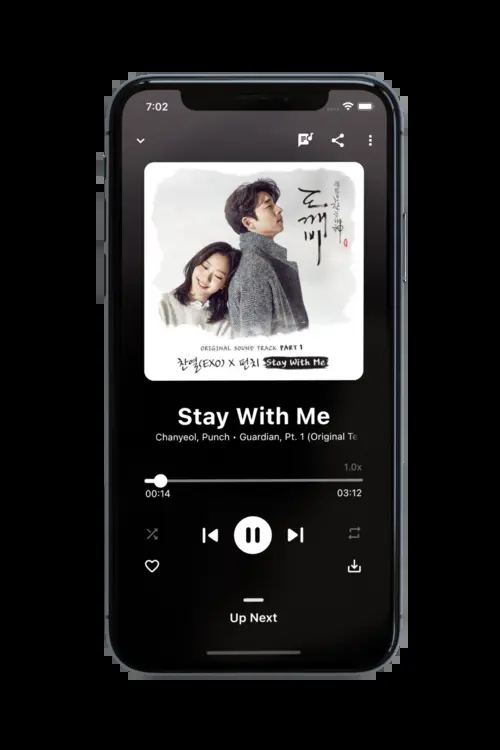 7:02
도깨비
ORIGINAL SOUND TRACK PART 1
찬열(EXO) X 펀치 Stay With Me
Stay With Me
Chanyeol, Punch • Guardian, Pt. 1 (Original Te
1.0x
00:14
03:12
Up Next